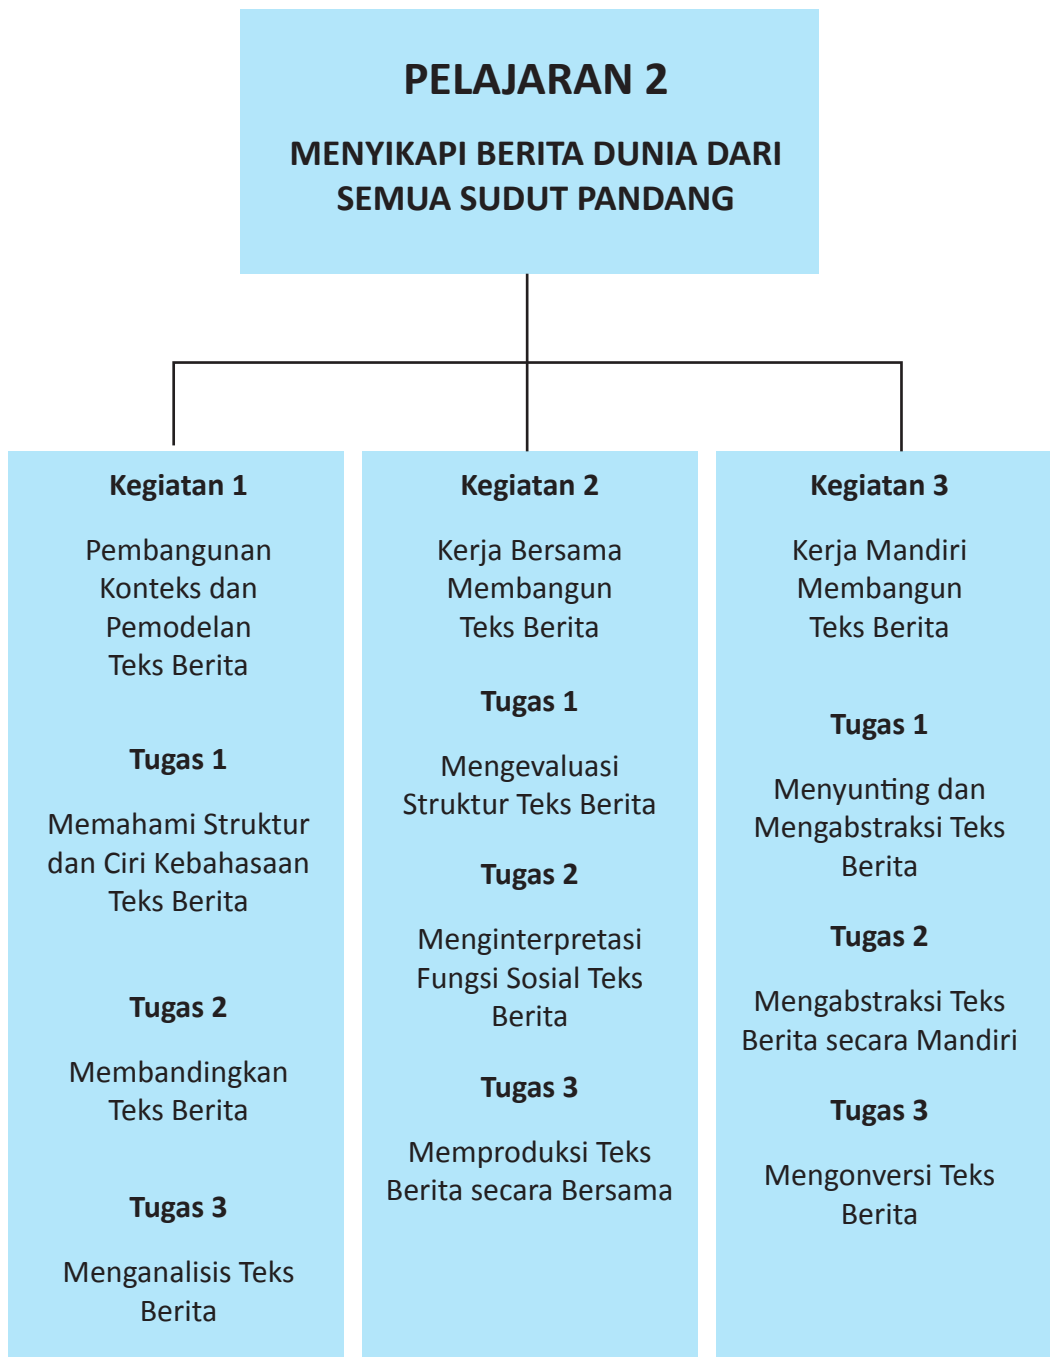 PELAJARAN 2
MENYIKAPI BERITA DUNIA DARI
SEMUA SUDUT PANDANG
Kegiatan 1
Pembangunan
Konteks dan
Pemodelan
Teks Berita
Tugas 1
Memahami Struktur
dan Ciri Kebahasaan
Teks Berita
Tugas 2
Membandingkan
Teks Berita
Tugas 3
Menganalisis Teks
Berita
Kegiatan 2
Kerja Bersama
Membangun
Teks Berita
Tugas 1
Mengevaluasi
Struktur Teks Berita
Tugas 2
Menginterpretasi
Fungsi Sosial Teks
Berita
Tugas 3
Memproduksi Teks
Berita secara Bersama
Kegiatan 3
Kerja Mandiri
Membangun
Teks Berita
Tugas 1
Menyunting dan
Mengabstraksi Teks
Berita
Tugas 2
Mengabstraksi Teks
Berita secara Mandiri
Tugas 3
Mengonversi Teks
Berita